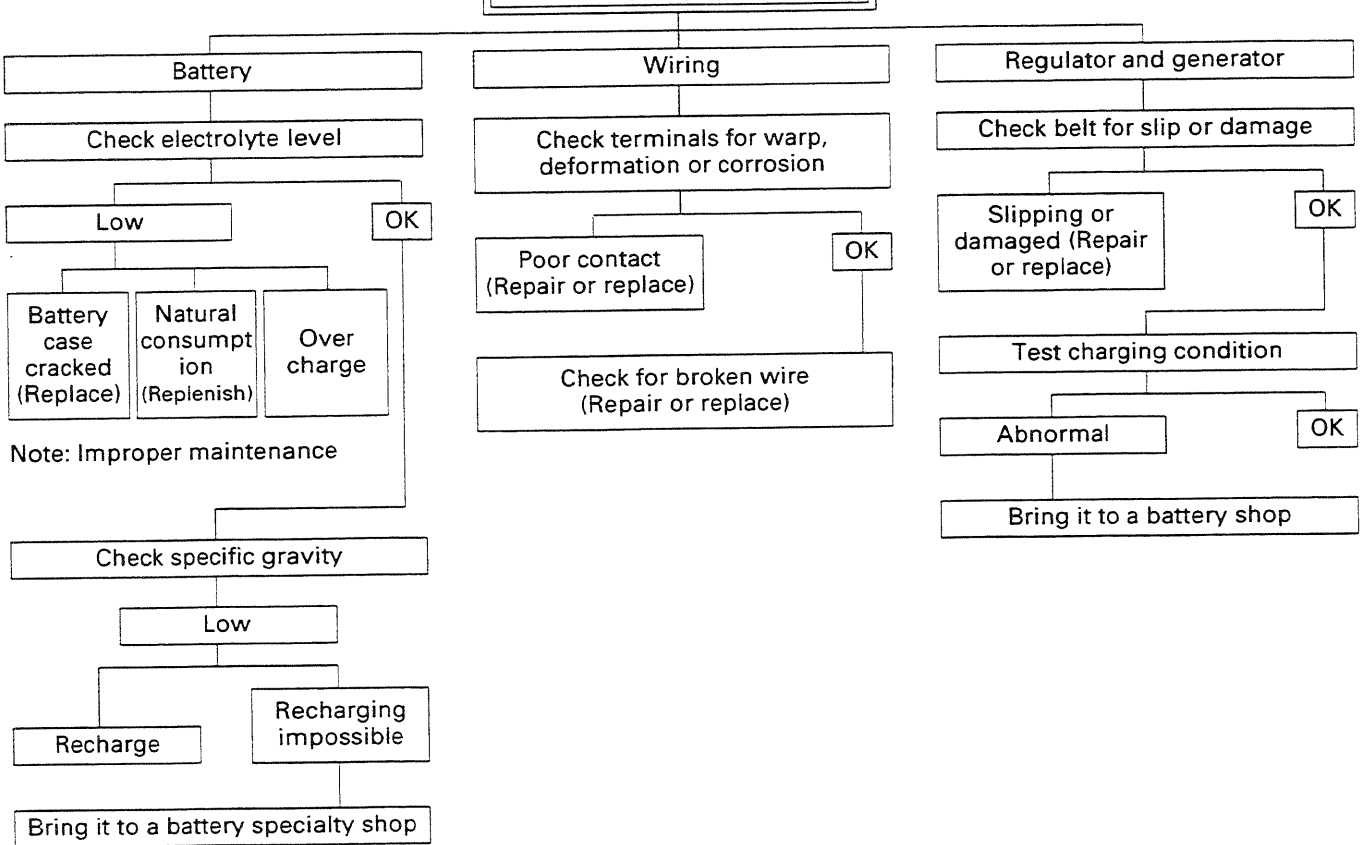 Battery
Check electrolyte level
Low
OK
Battery
case
cracked
(Replace)
Natural
consumpt
ion
(Replenish)
Over
charge
Note: Improper maintenance
Check specific gravity
Low
Recharge
Recharging
impossible
Bring it to a battery specialty shop
Wiring
Check terminals for warp,
deformation or corrosion
Poor contact
(Repair or replace)
OK
Check for broken wire
(Repair or replace)
Regulator and generator
Check belt for slip or damage
Slipping or
damaged (Repair
or replace)
OK
Test charging condition
Abnormal
OK
Bring it to a battery shop